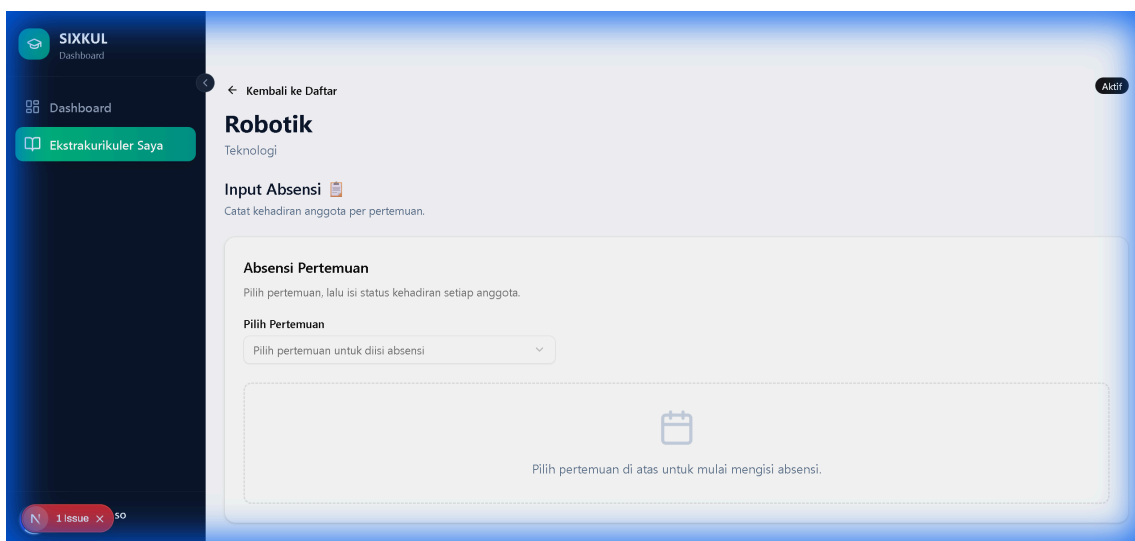 SIXKUL
Dashboard
Dashboard
Ekstrakurikuler Saya
Kembali ke Daftar
Aktif
Robotik
Teknologi
Input Absensi
Catat kehadiran anggota per pertemuan.
Absensi Pertemuan
Pilih pertemuan, lalu isi status kehadiran setiap anggota.
Pilih Pertemuan
Pilih pertemuan untuk diisi absensi
Pilih pertemuan di atas untuk mulai mengisi absensi.
N 1 Issue
so